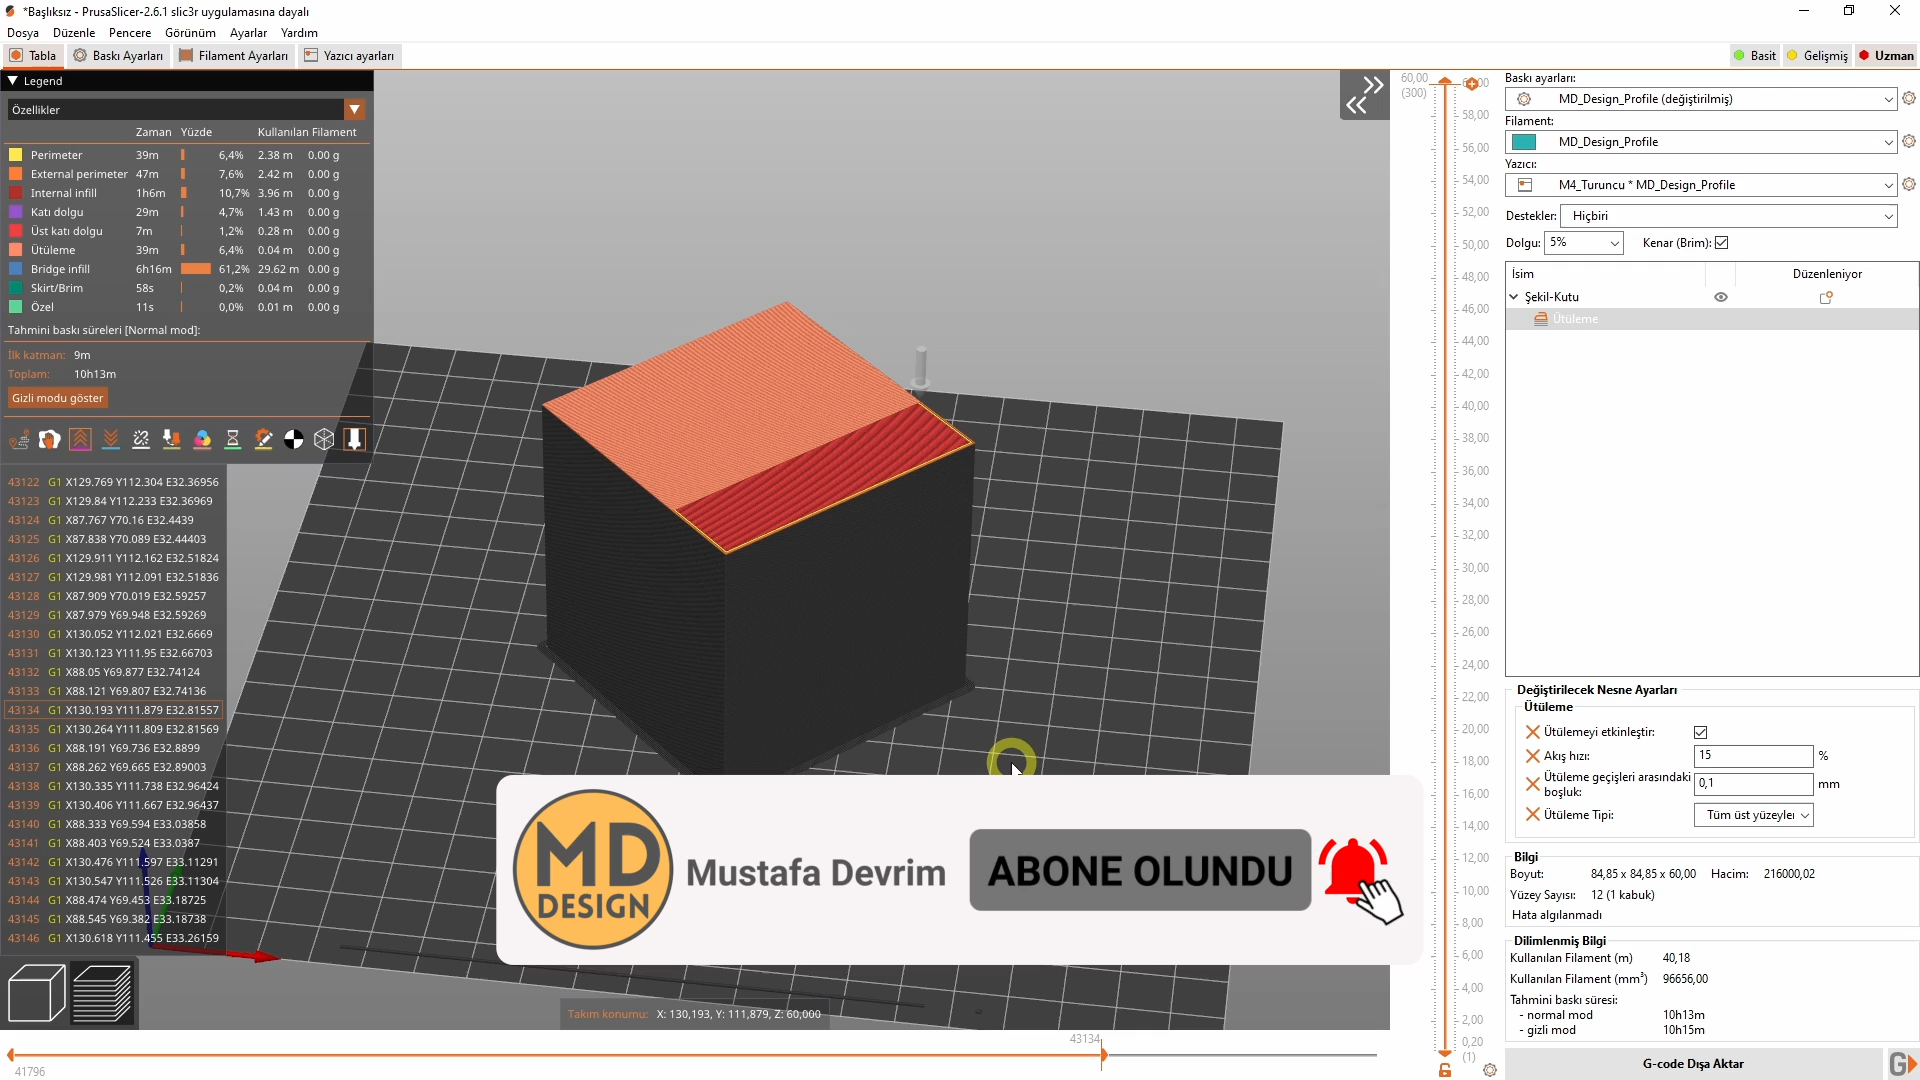 *Başlıksız - PrusaSlicer-2.6.1 slic3r uygulamasına dayalı
Dosya Düzenle Pencere Görünüm Ayarlar Yardım
Tabla Baskı Ayarları Filament Ayarları Yazıcı ayarları
Basit Gelişmiş Uzman
Legend
Özellikler
Zaman Yüzde Kullanılan Filament
Perimeter 39m 6,4% 2.38 m 0.00 g
External perimeter 47m 7,6% 2.42 m 0.00 g
Internal infill 1h6m 10,7% 3.96 m 0.00 g
Katı dolgu 29m 4,7% 1.43 m 0.00 g
Üst katı dolgu 7m 1,2% 0.28 m 0.00 g
Ütüleme 39m 6,4% 0.04 m 0.00 g
Bridge infill 6h16m 61,2% 29.62 m 0.00 g
Skirt/Brim 58s 0,2% 0.04 m 0.00 g
Özel 11s 0,0% 0.01 m 0.00 g
Tahmini baskı süreleri [Normal mod]:
İlk katman: 9m
Toplam: 10h13m
Gizli modu göster
43122 G1 X129.769 Y112.304 E32.36956
43123 G1 X129.84 Y112.233 E32.36969
43124 G1 X87.767 Y70.16 E32.4439
43125 G1 X87.838 Y70.089 E32.44403
43126 G1 X129.911 Y112.162 E32.51824
43127 G1 X129.981 Y112.091 E32.51836
43128 G1 X87.909 Y70.019 E32.59257
43129 G1 X87.979 Y69.948 E32.59269
43130 G1 X130.052 Y112.021 E32.6669
43131 G1 X130.123 Y111.95 E32.66703
43132 G1 X88.05 Y69.877 E32.74124
43133 G1 X88.121 Y69.807 E32.74136
43134 G1 X130.193 Y111.879 E32.81557
43135 G1 X130.264 Y111.809 E32.81569
43136 G1 X88.191 Y69.736 E32.8899
43137 G1 X88.262 Y69.665 E32.89003
43138 G1 X130.335 Y111.738 E32.96424
43139 G1 X130.406 Y111.667 E32.96437
43140 G1 X88.333 Y69.594 E33.03858
43141 G1 X88.403 Y69.524 E33.0387
43142 G1 X130.476 Y111.597 E33.11291
43143 G1 X130.547 Y111.526 E33.11304
43144 G1 X88.474 Y69.453 E33.18725
43145 G1 X88.545 Y69.382 E33.18738
43146 G1 X130.618 Y111.455 E33.26159
MD
DESIGN
Mustafa Devrim
ABONE OLUNDU
Takım konumu: X: 130,193, Y: 111,879, Z: 60,000
43134
41796
60,00
(300)
58,00
56,00
54,00
52,00
50,00
48,00
46,00
44,00
42,00
40,00
38,00
36,00
34,00
32,00
30,00
28,00
26,00
24,00
22,00
20,00
18,00
16,00
14,00
12,00
10,00
8,00
6,00
4,00
2,00
0,20
(1)
Baskı ayarları:
MD_Design_Profile (değiştirilmiş)
Filament:
MD_Design_Profile
Yazıcı:
M4_Turuncu * MD_Design_Profile
Destekler: Hiçbiri
Dolgu: 5% Kenar (Brim):
İsim Düzenleniyor
Şekil-Kutu
Ütüleme
Değiştirilecek Nesne Ayarları
Ütüleme
Ütülemeyi etkinleştir:
Akış hızı: 15 %
Ütüleme geçişleri arasındaki
boşluk: 0,1 mm
Ütüleme Tipi: Tüm üst yüzeyler
Bilgi
Boyut: 84,85 x 84,85 x 60,00 Hacim: 216000,02
Yüzey Sayısı: 12 (1 kabuk)
Hata algılanmadı
Dilimlenmiş Bilgi
Kullanılan Filament (m) 40,18
Kullanılan Filament (mm³) 96656,00
Tahmini baskı süresi:
- normal mod 10h13m
- gizli mod 10h15m
G-code Dışa Aktar